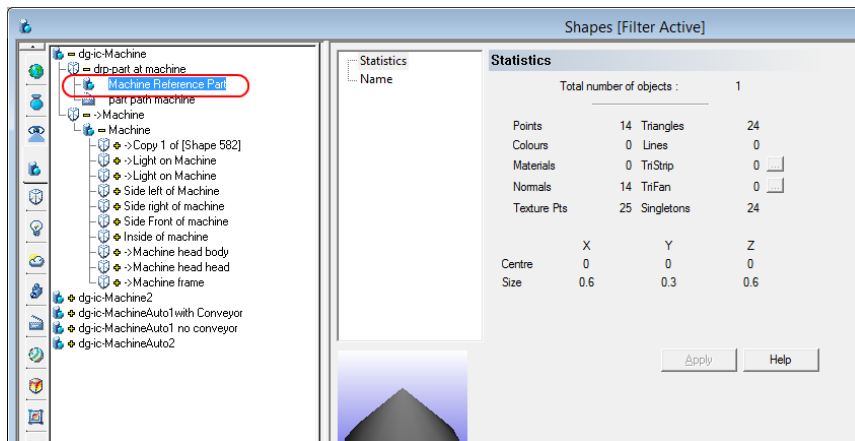 Shapes [Filter Active]
dg-ic-Machine
drp-part at machine
Machine Reference Part
part path machine
->Machine
Machine
->Copy 1 of [Shape 582]
->Light on Machine
->Light on Machine
Side left of Machine
Side right of machine
Side Front of machine
Inside of machine
->Machine head body
->Machine head head
->Machine frame
dg-ic-Machine2
dg-ic-MachineAuto1with Conveyor
dg-ic-MachineAuto1 no conveyor
dg-ic-MachineAuto2
Statistics
Name
Statistics
Total number of objects : 1
Points 14 Triangles 24
Colours 0 Lines 0
Materials 0 TriStrip 0 ...
Normals 14 TriFan 0 ...
Texture Pts 25 Singletons 24
X Y Z
Centre 0 0 0
Size 0.6 0.3 0.6
Apply Help